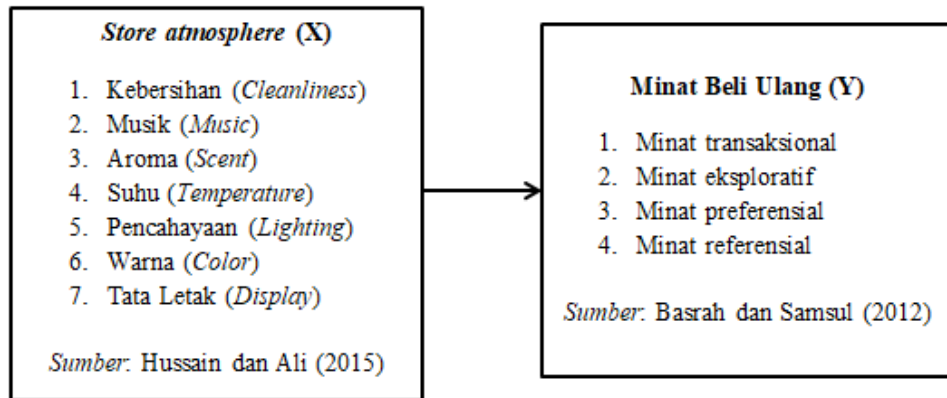 Store atmosphere (X)
1. Kebersihan (Cleanliness)
2. Musik (Music)
3. Aroma (Scent)
4. Suhu (Temperature)
5. Pencahayaan (Lighting)
6. Warna (Color)
7. Tata Letak (Display)
Sumber: Hussain dan Ali (2015)
Minat Beli Ulang (Y)
1. Minat transaksional
2. Minat eksploratif
3. Minat preferensial
4. Minat referensial
Sumber: Basrah dan Samsul (2012)